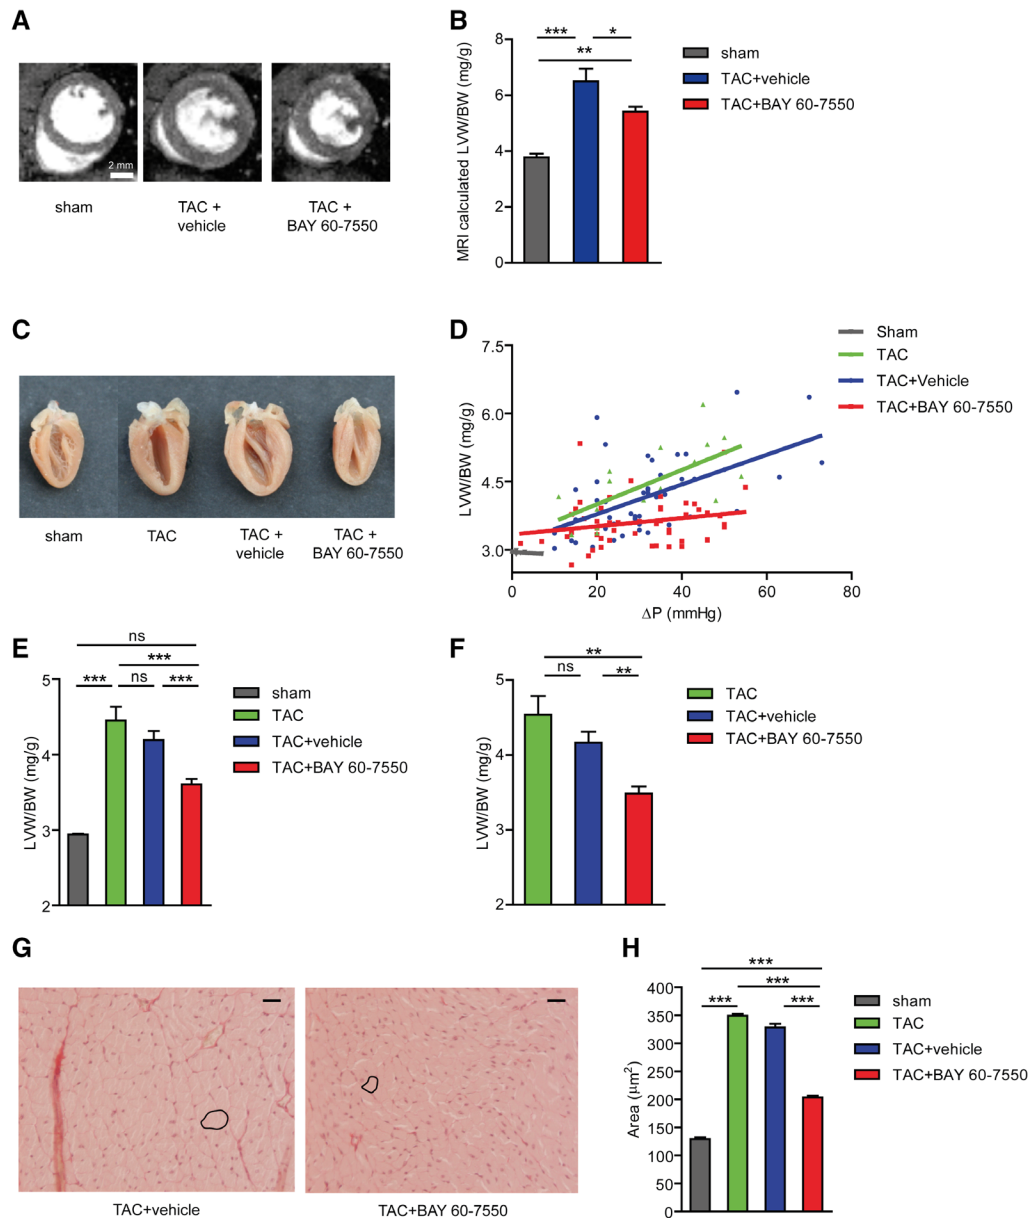 A
2 mm
sham
TAC +
vehicle
TAC +
BAY 60-7550
B
MRI calculated LVW/BW (mg/g)
8
6
4
2
0
***
*
**
sham
TAC+vehicle
TAC+BAY 60-7550
C
sham
TAC
TAC +
vehicle
TAC +
BAY 60-7550
D
LVW/BW (mg/g)
7.5
6.0
4.5
3.0
0
20
40
60
80
ΔP (mmHg)
Sham
TAC
TAC+Vehicle
TAC+BAY 60-7550
E
LVW/BW (mg/g)
5
4
3
2
ns
***
***
ns
***
sham
TAC
TAC+vehicle
TAC+BAY 60-7550
F
LVW/BW (mg/g)
5
4
3
2
**
ns
**
TAC
TAC+vehicle
TAC+BAY 60-7550
G
TAC+vehicle
TAC+BAY 60-7550
H
Area (μm²)
400
350
300
350
200
150
100
50
0
***
***
***
***
sham
TAC
TAC+vehicle
TAC+BAY 60-7550